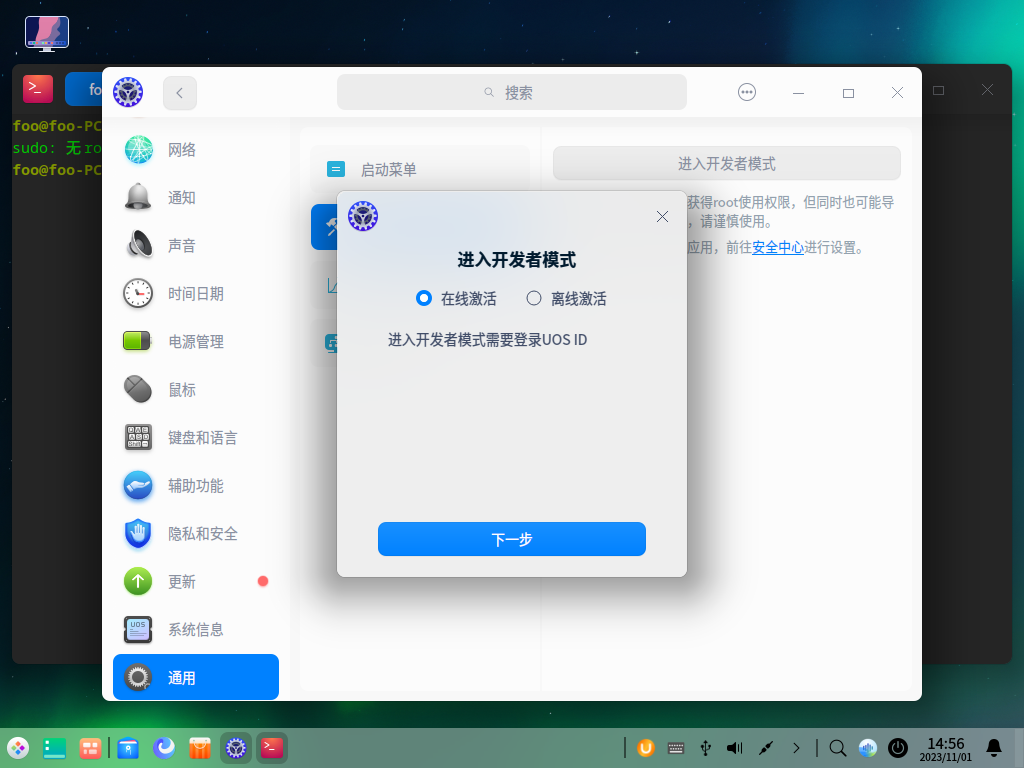 fo
搜索
foo@foo-PC
sudo: 无 ro
foo@foo-PC
网络
通知
声音
时间日期
电源管理
鼠标
键盘和语言
辅助功能
隐私和安全
更新
系统信息
通用
启动菜单
进入开发者模式
获得root使用权限，但同时也可能导
，请谨慎使用。
应用，前往安全中心进行设置。
进入开发者模式
在线激活
离线激活
进入开发者模式需要登录UOS ID
下一步
14:56
2023/11/01